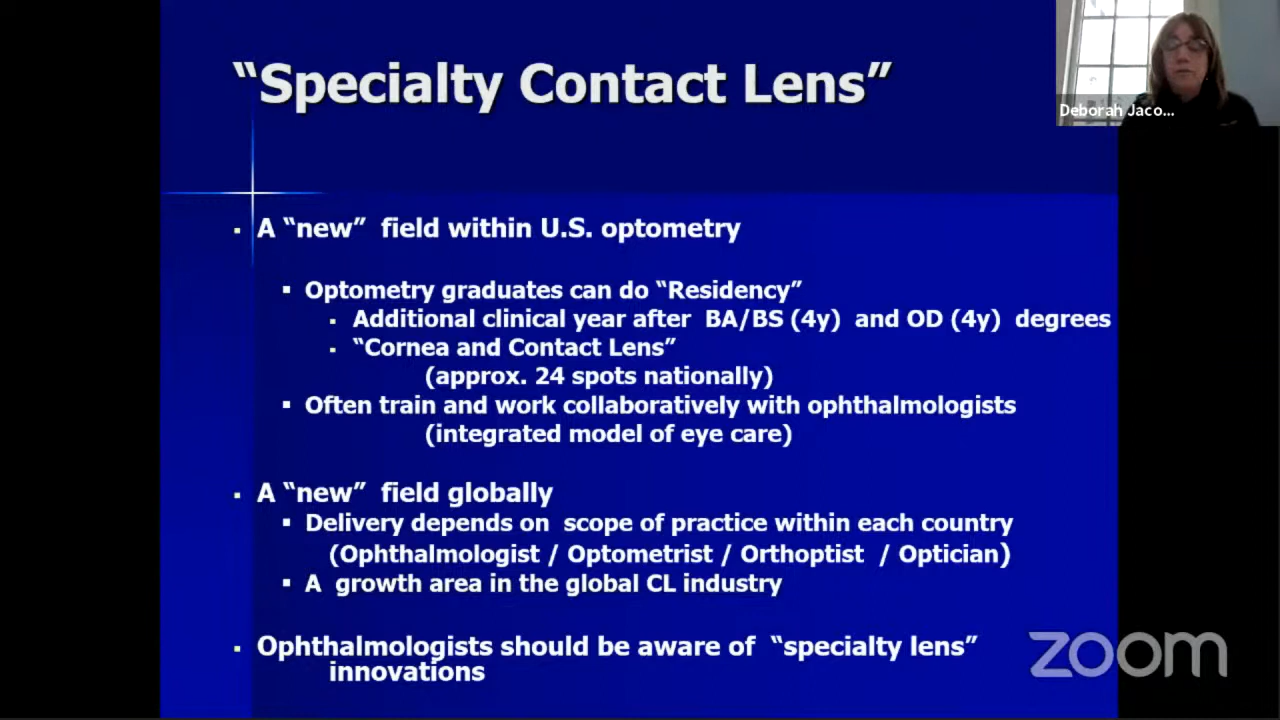 “Specialty Contact Lens”
Deborah Jaco...
▪ A “new” field within U.S. optometry
▪ Optometry graduates can do “Residency”
▪ Additional clinical year after BA/BS (4y) and OD (4y) degrees
▪ “Cornea and Contact Lens”
(approx. 24 spots nationally)
▪ Often train and work collaboratively with ophthalmologists
(integrated model of eye care)
▪ A “new” field globally
▪ Delivery depends on scope of practice within each country
(Ophthalmologist / Optometrist / Orthoptist / Optician)
▪ A growth area in the global CL industry
▪ Ophthalmologists should be aware of “specialty lens”
innovations
zoom